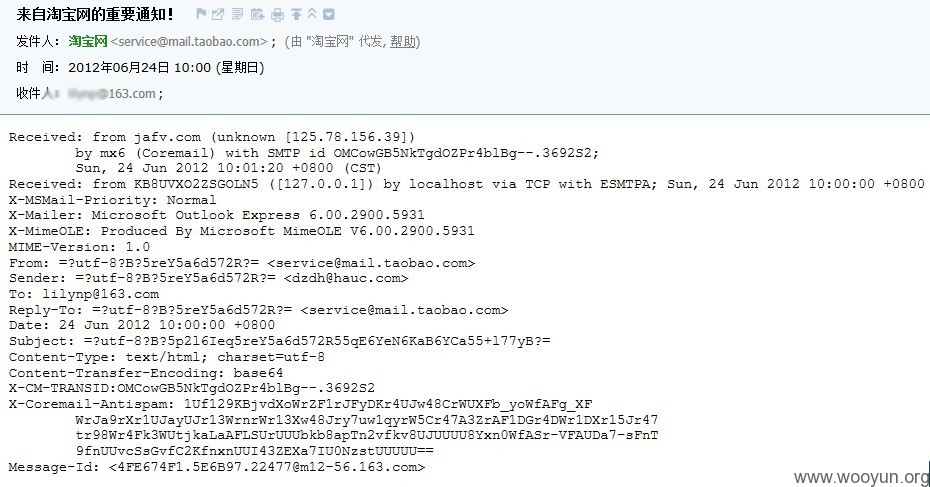 来自淘宝网的重要通知！
发件人：淘宝网 <service@mail.taobao.com>； (由 "淘宝网" 代发, 帮助)
时 间：2012年06月24日 10:00 (星期日)
收件人：@163.com；
Received: from jafv.com (unknown [125.78.156.39])
by mx6 (Coremail) with SMTP id OMCowGB5NkTgdOZPr4blBg--.3692S2;
Sun, 24 Jun 2012 10:01:20 +0800 (CST)
Received: from KB8UVXO2ZSGOLN5 ([127.0.0.1]) by localhost via TCP with ESMTPA; Sun, 24 Jun 2012 10:00:00 +0800
X-MSMail-Priority: Normal
X-Mailer: Microsoft Outlook Express 6.00.2900.5931
X-MimeOLE: Produced By Microsoft MimeOLE V6.00.2900.5931
MIME-Version: 1.0
From: =?utf-8?B?5reY5a6d572R?= <service@mail.taobao.com>
Sender: =?utf-8?B?5reY5a6d572R?= <dzdh@hauc.com>
To: lilynp@163.com
Reply-To: =?utf-8?B?5reY5a6d572R?= <service@mail.taobao.com>
Date: 24 Jun 2012 10:00:00 +0800
Subject: =?utf-8?B?5p2l6Ieq5reY5a6d572R55qE6YeN6KaB6YCa55+l77yB?=
Content-Type: text/html; charset=utf-8
Content-Transfer-Encoding: base64
X-CM-TRANSID:OMCowGB5NkTgdOZPr4blBg--.3692S2
X-Coremail-Antispam: 1Uf129KBjvdXoWrZF1rJFyDKr4UJw48CrWUXFb_yoWfAFg_XF
WrJa9rXr1UJayUJr13WrnrWr13Xw48Jry7uw1qyrW5Cr47A3ZrAF1DGr4DWr1DXr15Jr47
tr98Wr4Fk3WUtjkaLaAFLSUrUUUbkb8apTn2vfkv8UJUUUU8Yxn0WfASr-VFAUDa7-sFnT
9fnUUvcSsGvfC2KfnxnUUI43ZEXa7IU0NzstUUUUU==
Message-Id: <4FE674F1.5E6B97.22477@m12-56.163.com>
www.wooyun.org